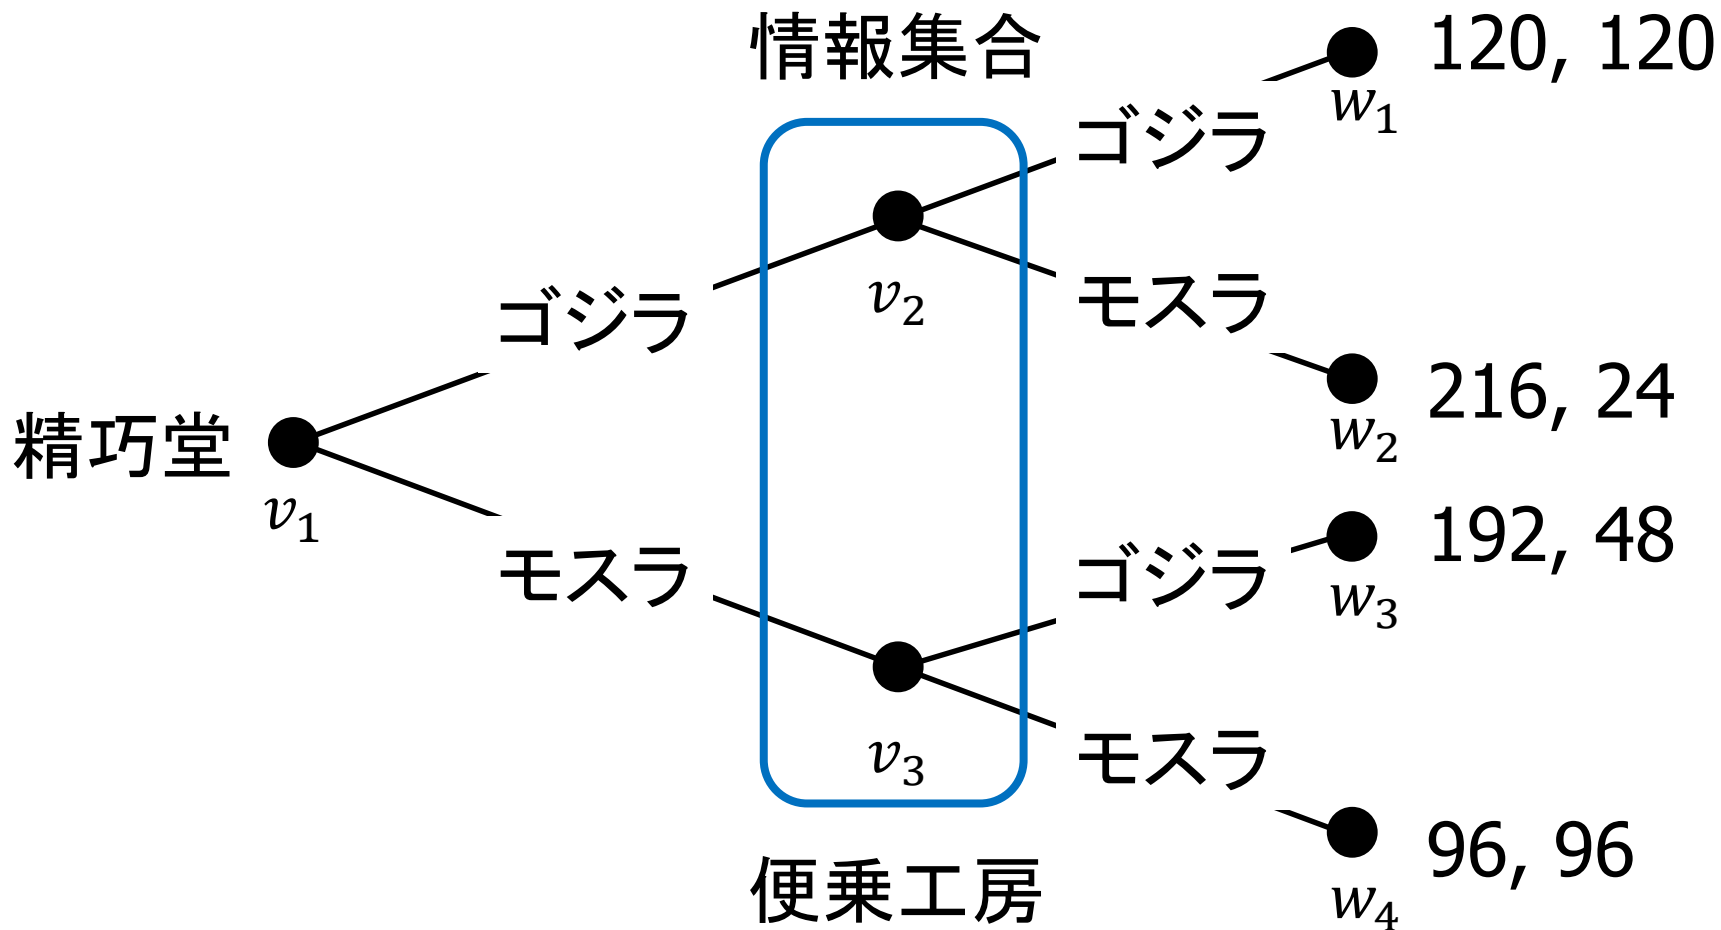 情報集合
120, 120
w₁
ゴジラ
v₂
モスラ
216, 24
w₂
ゴジラ
精巧堂
v₁
192, 48
w₃
ゴジラ
モスラ
v₃
モスラ
96, 96
w₄
便乗工房